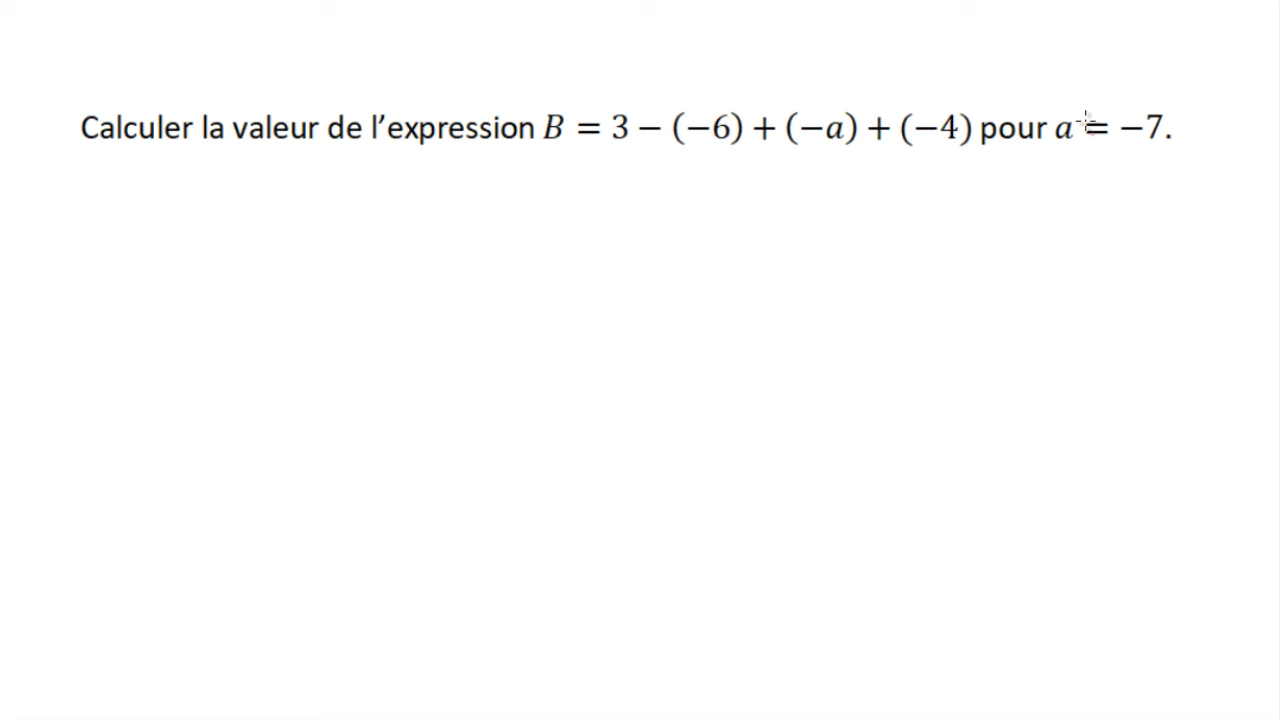 Calculer la valeur de l’expression B = 3 − (−6) + (−a) + (−4) pour a = −7.